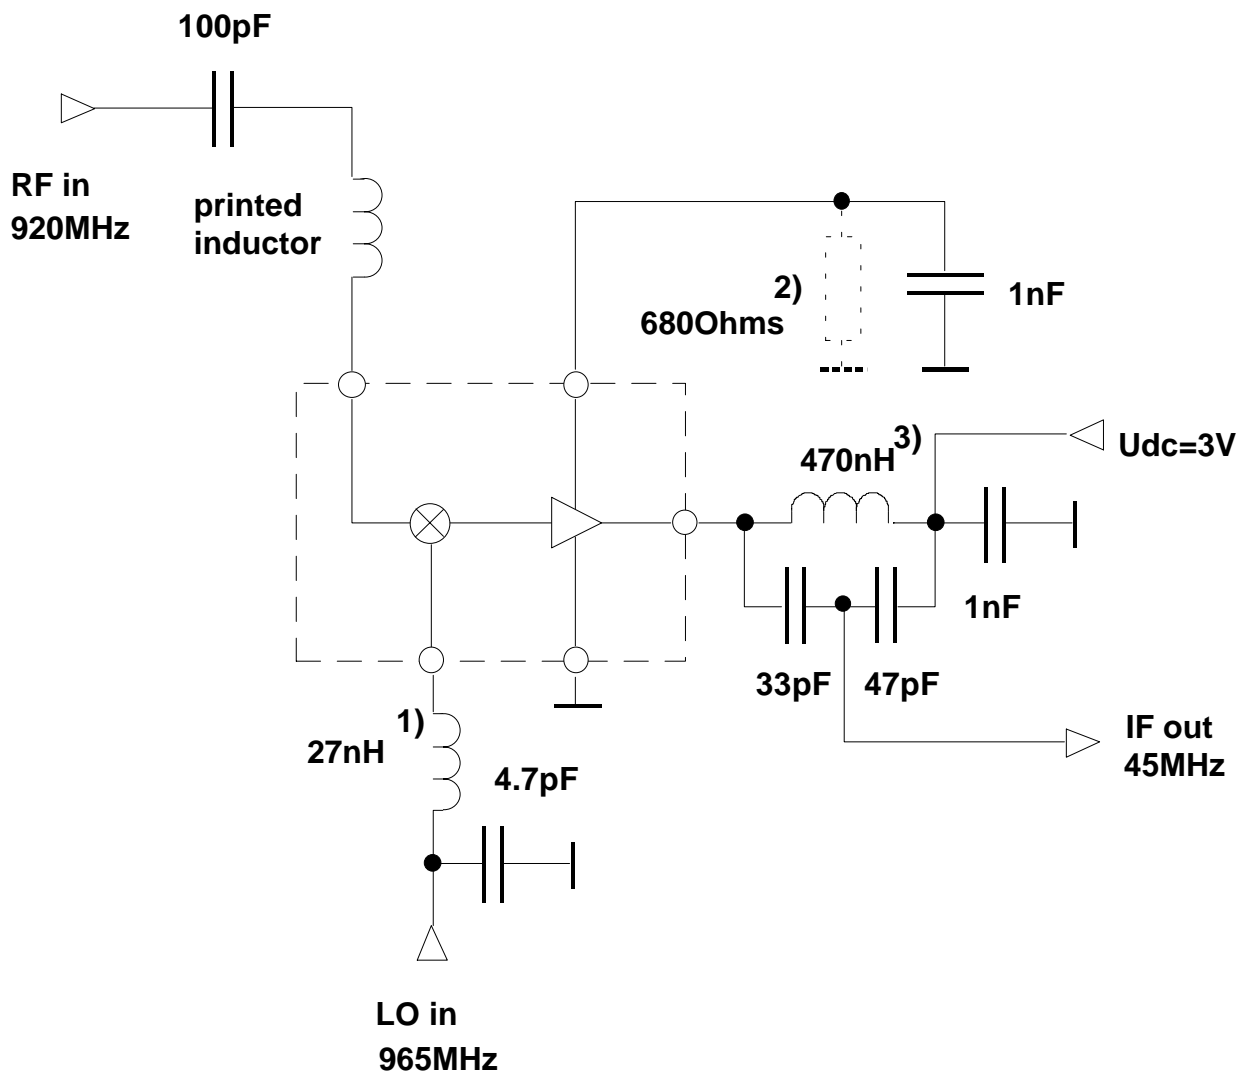 100pF
RF in
920MHz
printed
inductor
2)
680Ohms
1nF
3)
470nH
Udc=3V
1nF
33pF
47pF
1)
27nH
4.7pF
IF out
45MHz
LO in
965MHz